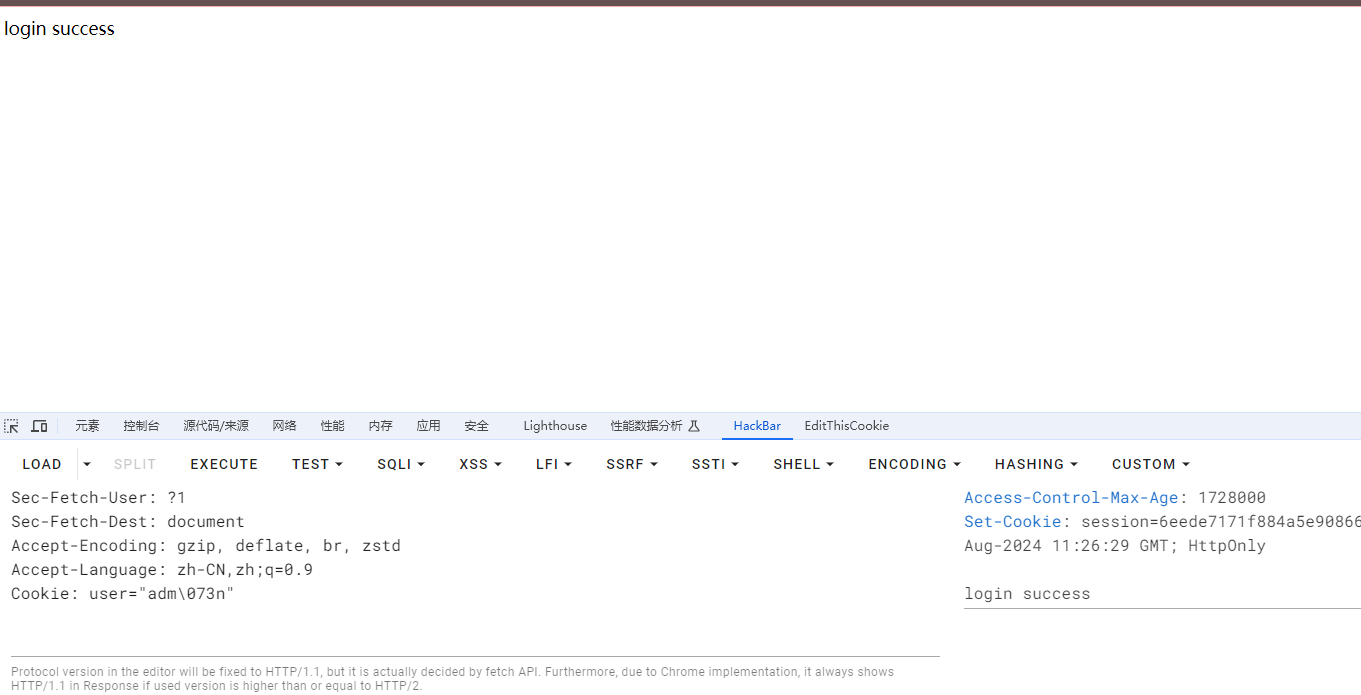 login success
元素 控制台 源代码/来源 网络 性能 内存 应用 安全 Lighthouse 性能数据分析 HackBar EditThisCookie
LOAD SPLIT EXECUTE TEST SQLI XSS LFI SSRF SSTI SHELL ENCODING HASHING CUSTOM
Sec-Fetch-User: ?1
Sec-Fetch-Dest: document
Accept-Encoding: gzip, deflate, br, zstd
Accept-Language: zh-CN,zh;q=0.9
Cookie: user="adm\073n"
Access-Control-Max-Age: 1728000
Set-Cookie: session=6eede7171f884a5e90866
Aug-2024 11:26:29 GMT; HttpOnly
login success
Protocol version in the editor will be fixed to HTTP/1.1, but it is actually decided by fetch API. Furthermore, due to Chrome implementation, it always shows
HTTP/1.1 in Response if used version is higher than or equal to HTTP/2.